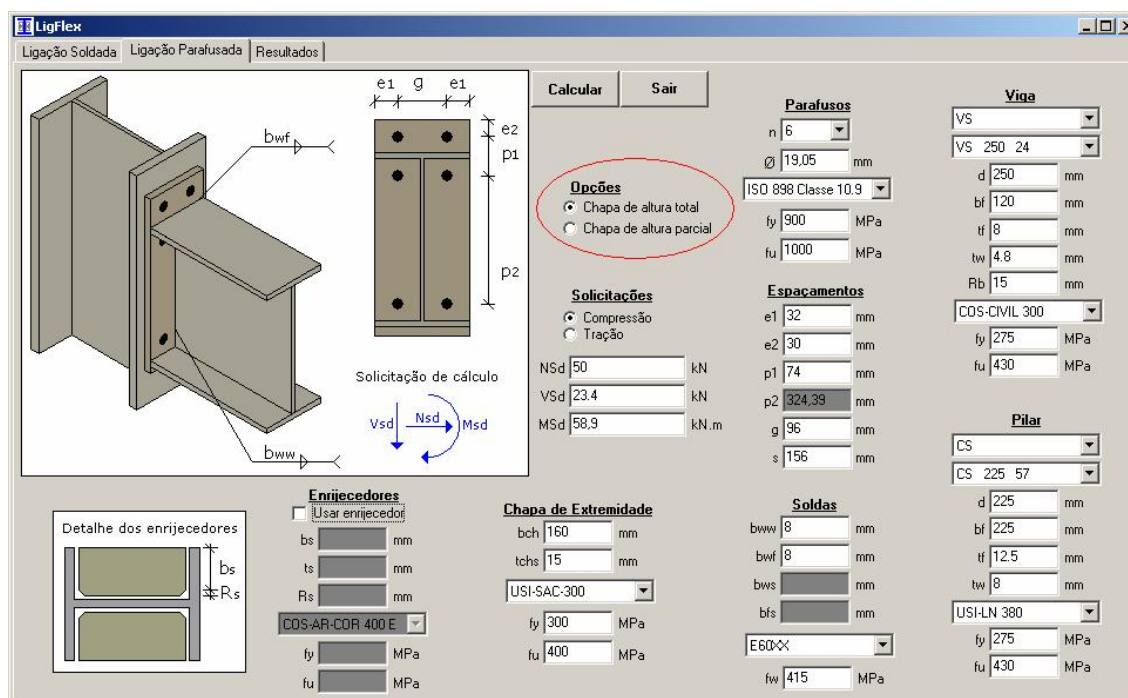 LigFlex
Ligação Soldada
Ligação Parafusada
Resultados
e1 g e1
e2
p1
p2
bwf
bww
Solicitação de cálculo
Vsd Nsd Msd
Calcular
Sair
Opções
Chapa de altura total
Chapa de altura parcial
Solicitações
Compressão
Tração
NSd 50 kN
VSd 23.4 kN
MSd 58,9 kN.m
Parafusos
n 6
Ø 19,05 mm
ISO 898 Classe 10.9
fy 900 MPa
fu 1000 MPa
Espaçamentos
e1 32 mm
e2 30 mm
p1 74 mm
p2 324,39 mm
g 96 mm
s 156 mm
Viga
VS
VS 250 24
d 250 mm
bf 120 mm
tf 8 mm
tw 4.8 mm
Rb 15 mm
COS-CIVIL 300
fy 275 MPa
fu 430 MPa
Pilar
CS
CS 225 57
d 225 mm
bf 225 mm
tf 12.5 mm
tw 8 mm
USI-LN 380
fy 275 MPa
fu 430 MPa
Detalhe dos enrijecedores
bs
Rs
Enrijecedores
Usar enrijecedor
bs mm
ts mm
Rs mm
COS-AR-COR 400 E
fy MPa
fu MPa
Chapa de Extremidade
bch 160 mm
tchs 15 mm
USI-SAC-300
fy 300 MPa
fu 400 MPa
Soldas
bww 8 mm
bwf 8 mm
bws mm
bfs mm
E60XX
fw 415 MPa